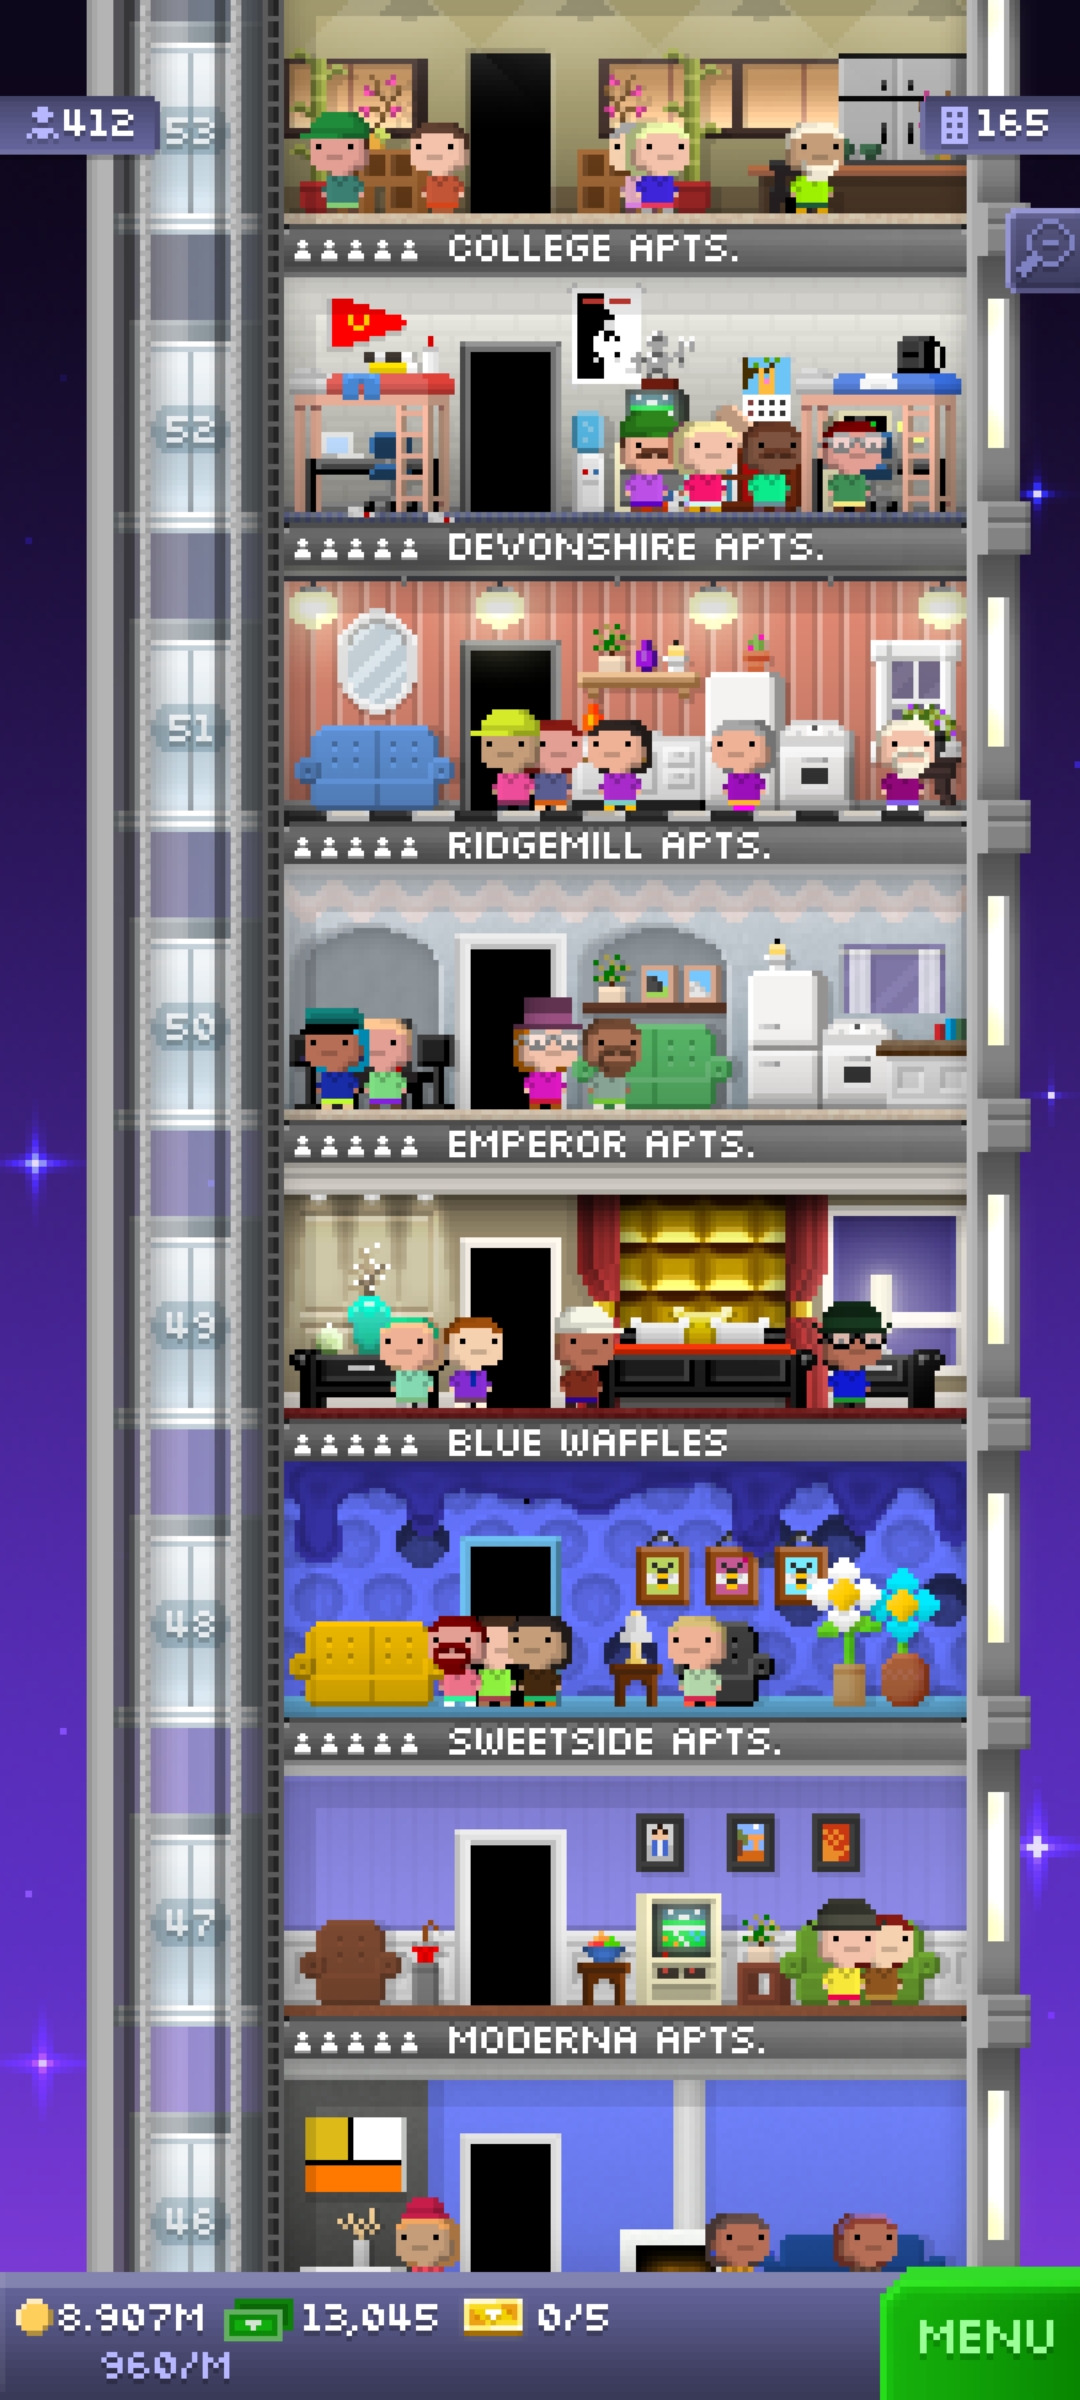 412
53
165
COLLEGE APTS.
52
DEVONSHIRE APTS.
51
RIDGEMILL APTS.
50
EMPEROR APTS.
49
BLUE WAFFLES
48
SWEETSIDE APTS.
47
MODERNA APTS.
46
8.907M 13,045 0/5
960/M
MENU